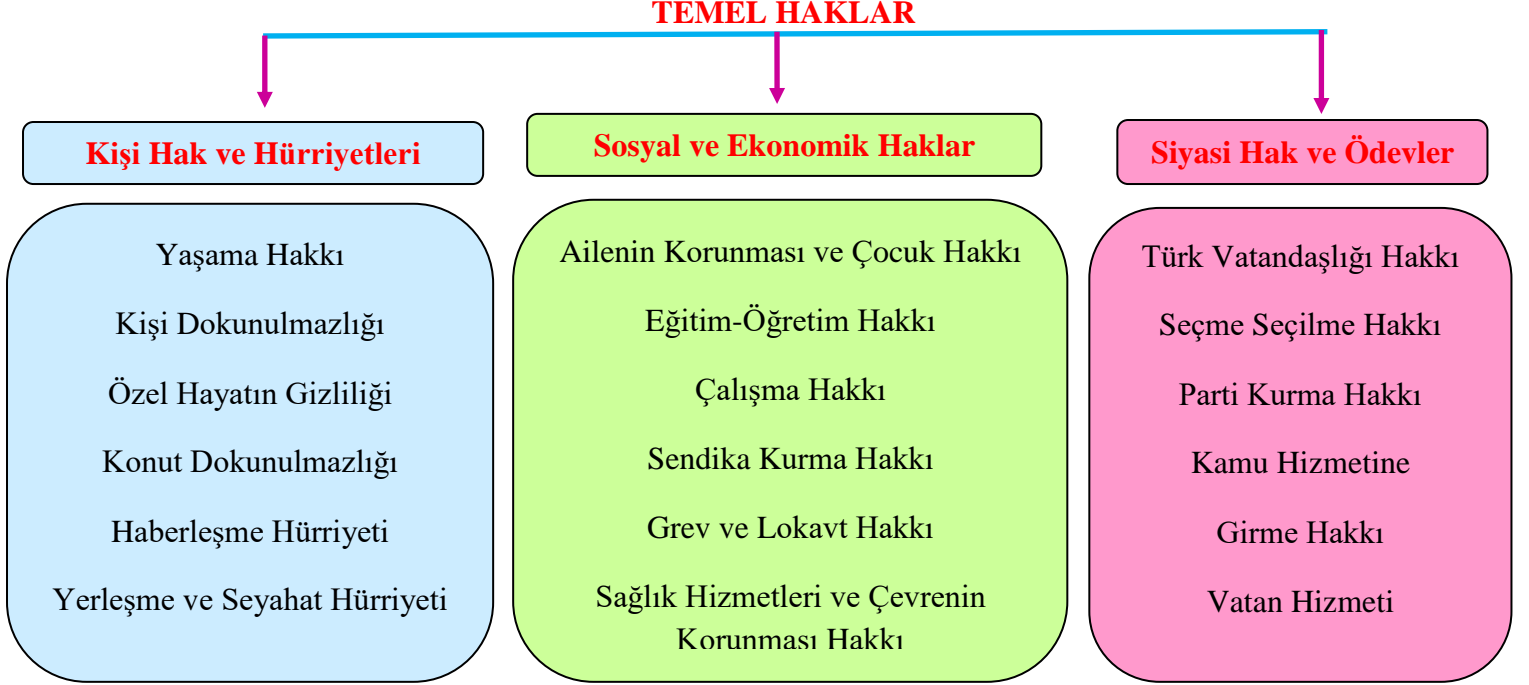 TEMEL HAKLAR
Kişi Hak ve Hürriyetleri
Yaşama Hakkı
Kişi Dokunulmazlığı
Özel Hayatın Gizliliği
Konut Dokunulmazlığı
Haberleşme Hürriyeti
Yerleşme ve Seyahat Hürriyeti
Sosyal ve Ekonomik Haklar
Ailenin Korunması ve Çocuk Hakkı
Eğitim-Öğretim Hakkı
Çalışma Hakkı
Sendika Kurma Hakkı
Grev ve Lokavt Hakkı
Sağlık Hizmetleri ve Çevrenin
Korunması Hakkı
Siyasi Hak ve Ödevler
Türk Vatandaşlığı Hakkı
Seçme Seçilme Hakkı
Parti Kurma Hakkı
Kamu Hizmetine
Girme Hakkı
Vatan Hizmeti